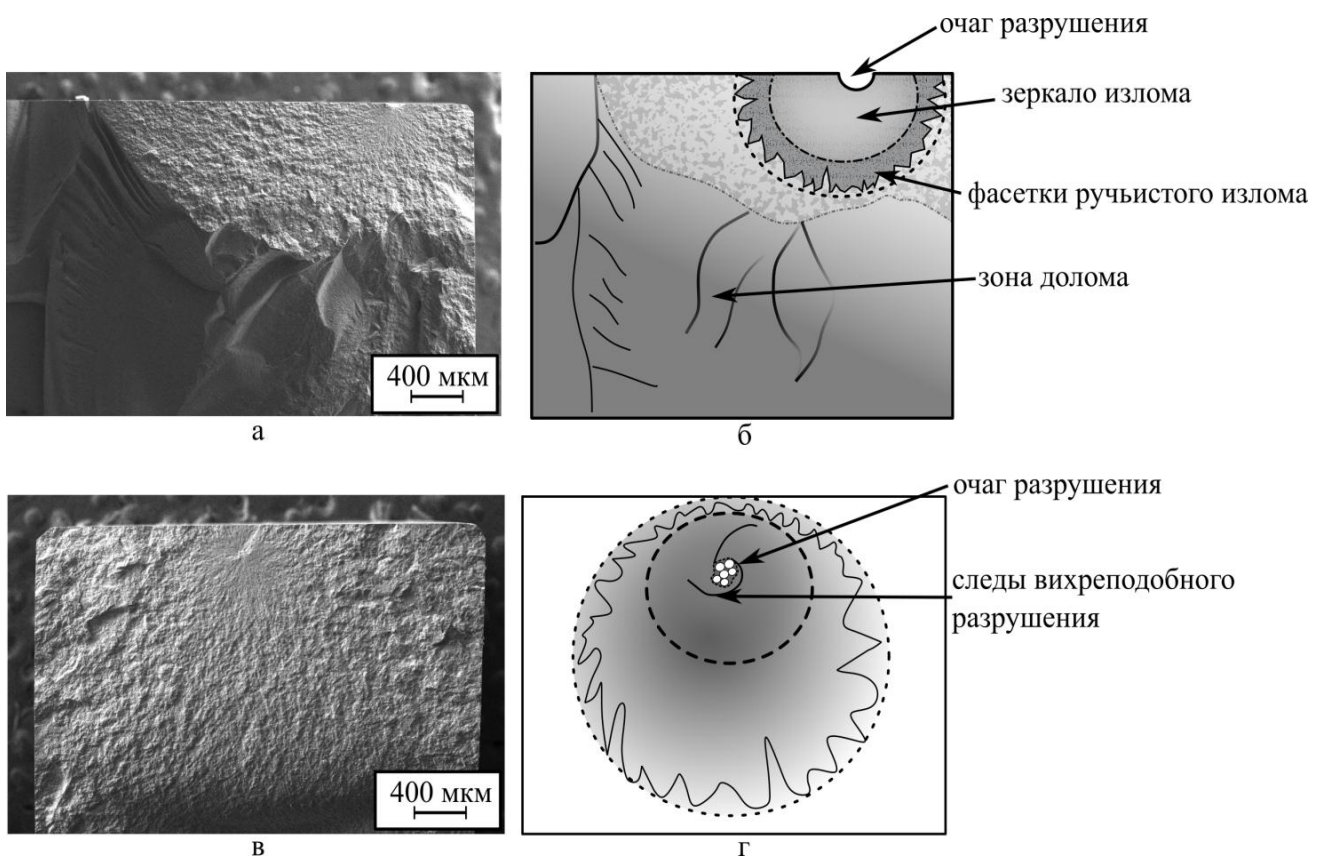 очаг разрушения
зеркало излома
фасетки ручьистого излома
зона долома
400 мкм
а
б
очаг разрушения
следы вихреподобного
разрушения
400 мкм
в
г